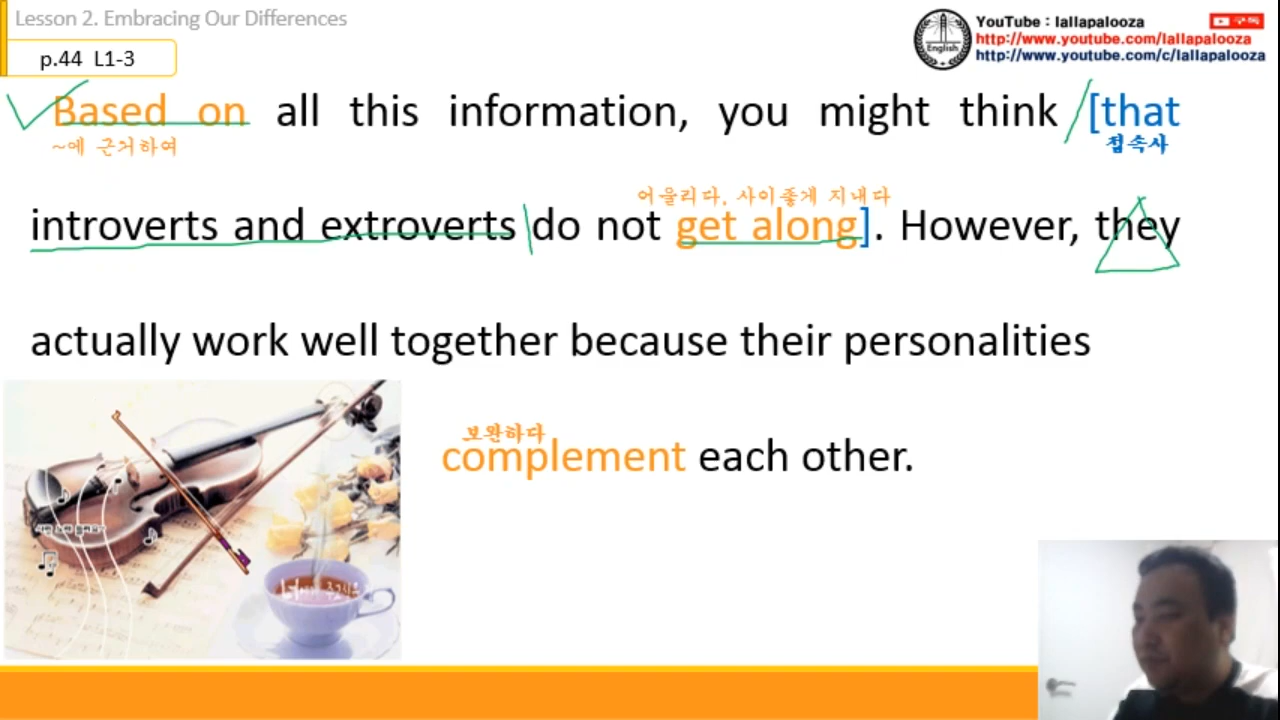 Lesson 2. Embracing Our Differences
YouTube : lallapalooza
구독
http://www.youtube.com/lallapalooza
http://www.youtube.com/c/lallapalooza
English
p.44 L1-3
Based on all this information, you might think [that
~에 근거하여
접속사
어울리다, 사이좋게 지내다
introverts and extroverts do not get along]. However, they
actually work well together because their personalities
보완하다
complement each other.